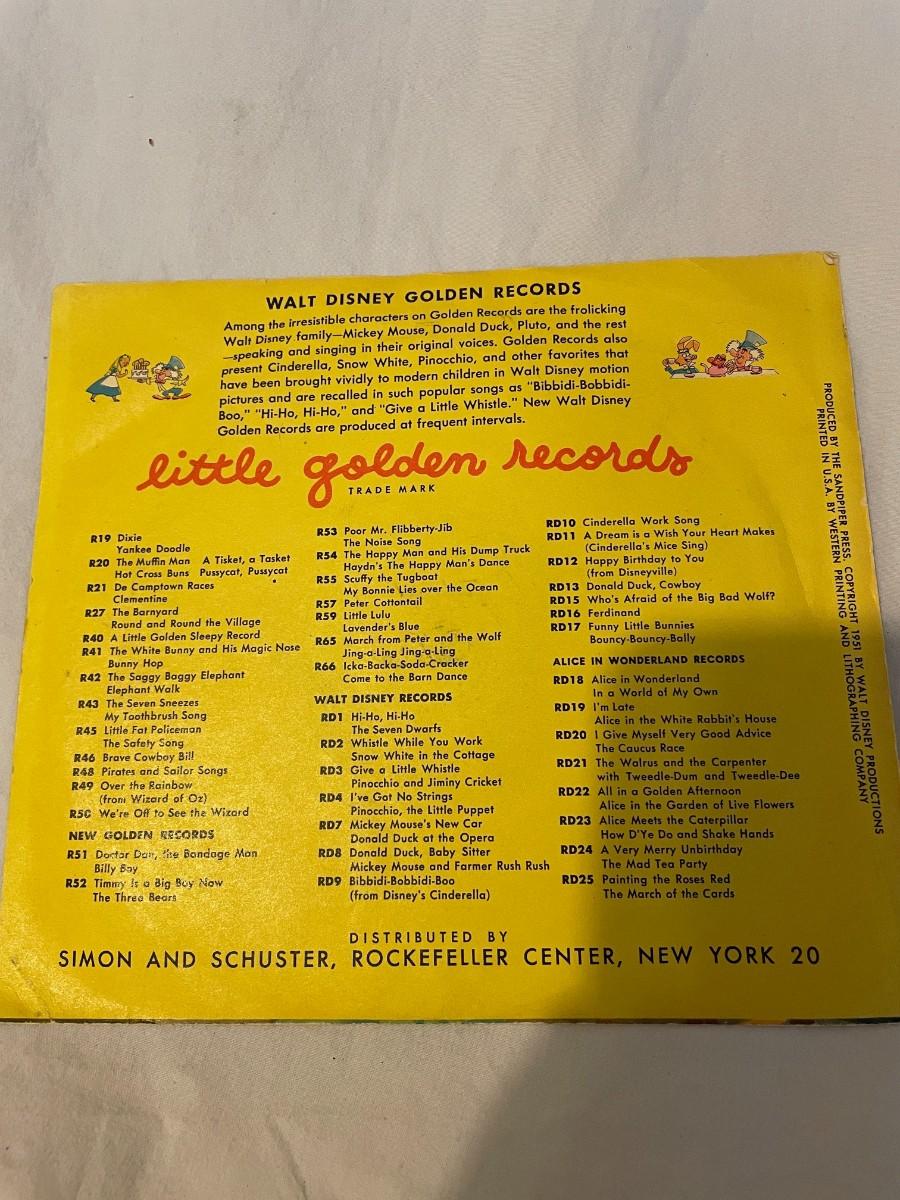 WALT DISNEY GOLDEN RECORDS
Among the irresistible characters on Golden Records are the frolicking
Walt Disney family—Mickey Mouse, Donald Duck, Pluto, and the rest
—speaking and singing in their original voices. Golden Records also
present Cinderella, Snow White, Pinocchio, and other favorites that
have been brought vividly to modern children in Walt Disney motion
pictures and are recalled in such popular songs as "Bibbidi-Bobbidi-
Boo," "Hi-Ho, Hi-Ho," and "Give a Little Whistle." New Walt Disney
Golden Records are produced at frequent intervals.
little golden records
TRADE MARK
R19 Dixie
Yankee Doodle
R20 The Muffin Man A Tisket, a Tasket
Hot Cross Buns Pussycat, Pussycat
R21 De Camptown Races
Clementine
R27 The Barnyard
Round and Round the Village
R40 A Little Golden Sleepy Record
R41 The White Bunny and His Magic Nose
Bunny Hop
R42 The Saggy Baggy Elephant
Elephant Walk
R43 The Seven Sneezes
My Toothbrush Song
R45 Little Fat Policeman
The Safety Song
R46 Brave Cowboy Bill
R48 Pirates and Sailor Songs
R49 Over the Rainbow
(from Wizard of Oz)
R50 We're Off to See the Wizard
NEW GOLDEN RECORDS
R51 Doctor Dan, the Bandage Man
Billy Boy
R52 Timmy Is a Big Boy Now
The Three Bears
R53 Poor Mr. Flibberty-Jib
The Noise Song
R54 The Happy Man and His Dump Truck
Haydn's The Happy Man's Dance
R55 Scuffy the Tugboat
My Bonnie Lies over the Ocean
R57 Peter Cottontail
R59 Little Lulu
Lavender's Blue
R65 March from Peter and the Wolf
Jing-a-Ling Jing-a-Ling
R66 Icka-Backa-Soda-Cracker
Come to the Barn Dance
WALT DISNEY RECORDS
RD1 Hi-Ho, Hi-Ho
The Seven Dwarfs
RD2 Whistle While You Work
Snow White in the Cottage
RD3 Give a Little Whistle
Pinocchio and Jiminy Cricket
RD4 I've Got No Strings
Pinocchio, the Little Puppet
RD7 Mickey Mouse's New Car
Donald Duck at the Opera
RD8 Donald Duck, Baby Sitter
Mickey Mouse and Farmer Rush Rush
RD9 Bibbidi-Bobbidi-Boo
(from Disney's Cinderella)
RD10 Cinderella Work Song
RD11 A Dream is a Wish Your Heart Makes
(Cinderella's Mice Sing)
RD12 Happy Birthday to You
(from Disneyville)
RD13 Donald Duck, Cowboy
RD15 Who's Afraid of the Big Bad Wolf?
RD16 Ferdinand
RD17 Funny Little Bunnies
Bouncy-Bouncy-Bally
ALICE IN WONDERLAND RECORDS
RD18 Alice in Wonderland
In a World of My Own
RD19 I'm Late
Alice in the White Rabbit's House
RD20 I Give Myself Very Good Advice
The Caucus Race
RD21 The Walrus and the Carpenter
with Tweedle-Dum and Tweedle-Dee
RD22 All in a Golden Afternoon
Alice in the Garden of Live Flowers
RD23 Alice Meets the Caterpillar
How D'Ye Do and Shake Hands
RD24 A Very Merry Unbirthday
The Mad Tea Party
RD25 Painting the Roses Red
The March of the Cards
DISTRIBUTED BY
SIMON AND SCHUSTER, ROCKEFELLER CENTER, NEW YORK 20
PRODUCED BY THE SANDPIPER PRESS. COPYRIGHT 1951 BY WALT DISNEY PRODUCTIONS
PRINTED IN U.S.A. BY WESTERN PRINTING AND LITHOGRAPHING COMPANY